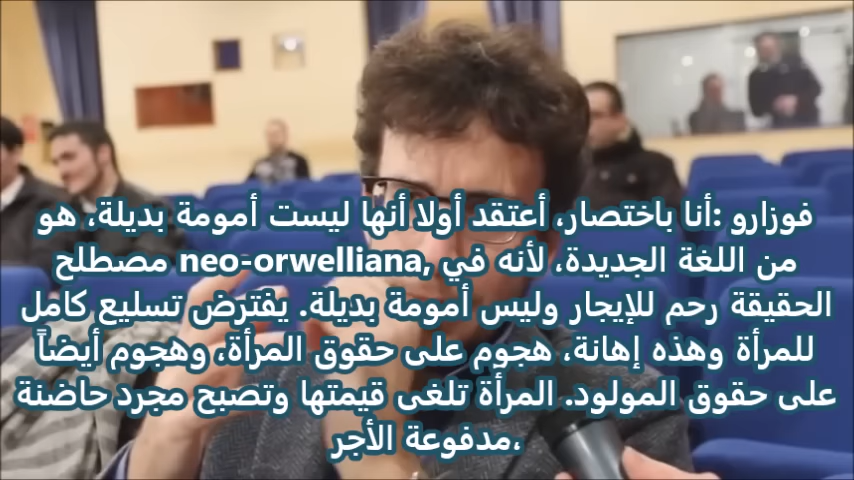 فوزارو :أنا باختصار، أعتقد أولا أنها ليست أمومة بديلة، هو
مصطلح neo-orwelliana, من اللغة الجديدة، لأنه في
الحقيقة رحم للإيجار وليس أمومة بديلة. يفترض تسليع كامل
للمرأة وهذه إهانة، هجوم على حقوق المرأة، وهجوم أيضاً
على حقوق المولود. المرأة تلغى قيمتها وتصبح مجرد حاضنة
مدفوعة الأجر،